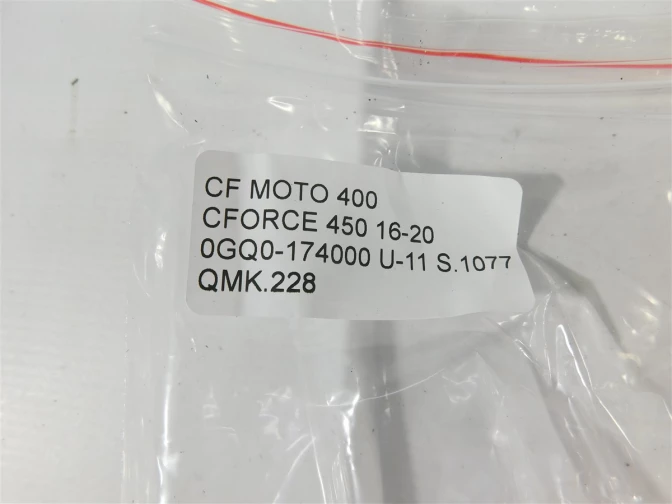 CF MOTO 400
CFORCE 450 16-20
0GQ0-174000 U-11 S.1077
QMK.228